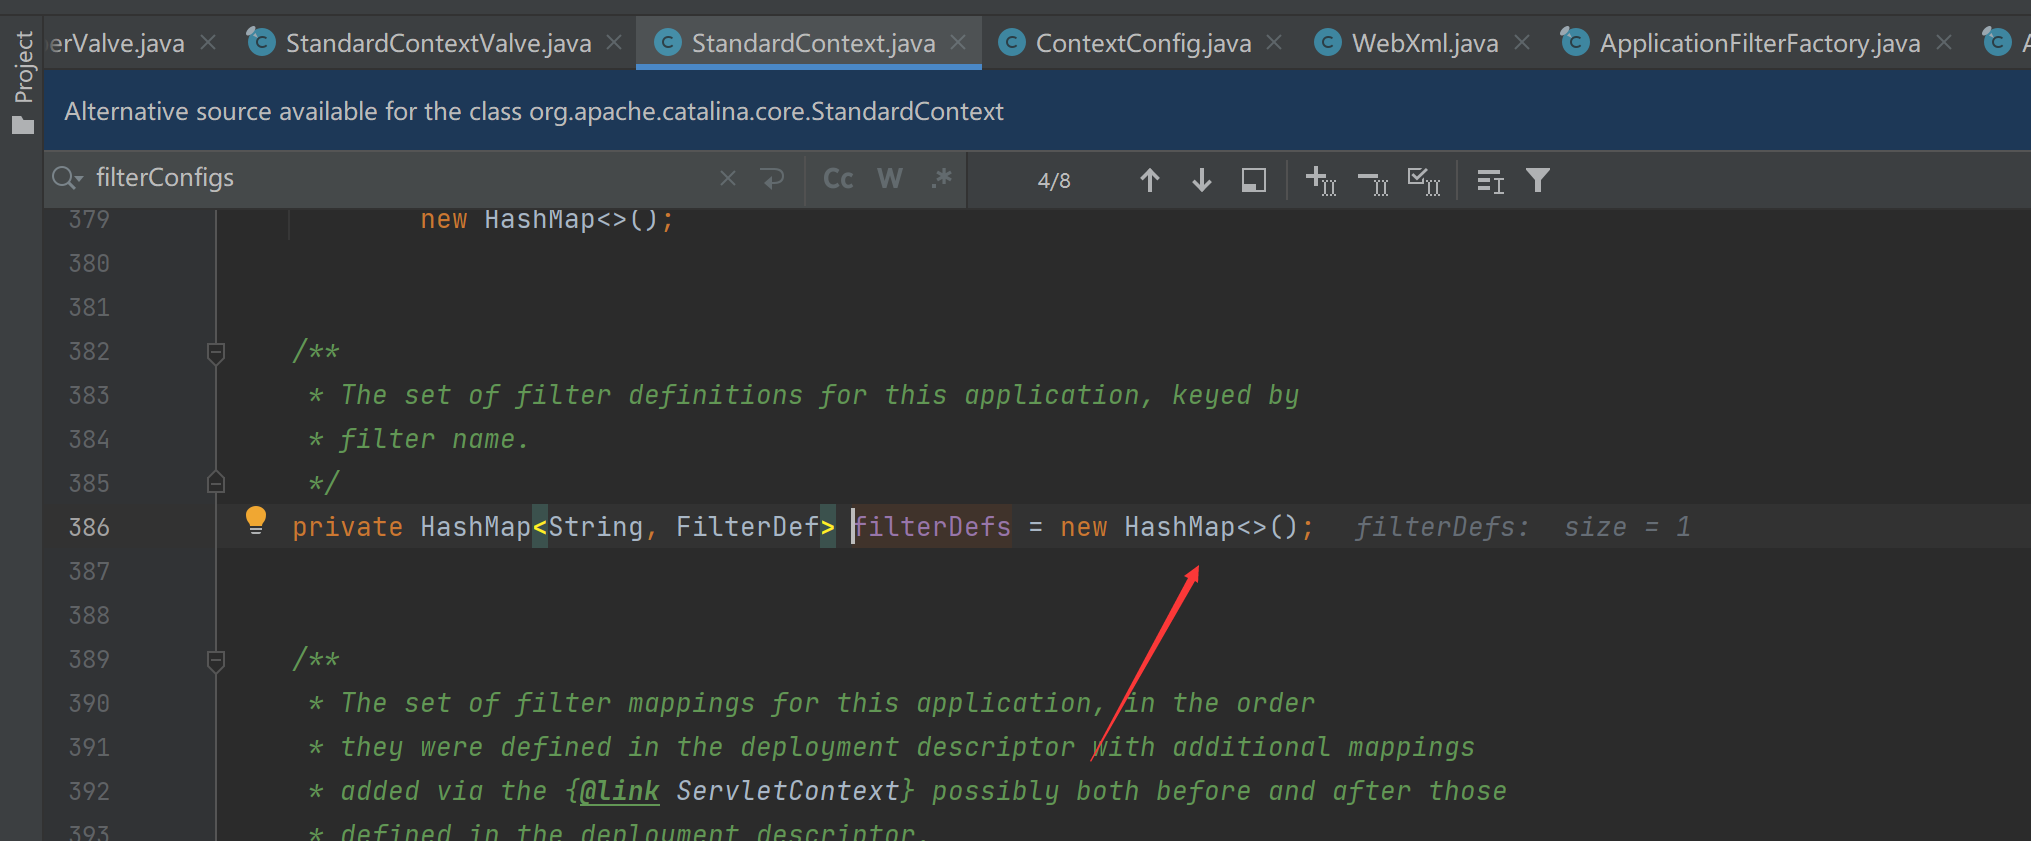 Project
erValve.java
StandardContextValve.java
StandardContext.java
ContextConfig.java
WebXml.java
ApplicationFilterFactory.java
Alternative source available for the class org.apache.catalina.core.StandardContext
filterConfigs
Cc W .*
4/8
379 new HashMap<>();
380
381
382 /**
383 * The set of filter definitions for this application, keyed by
384 * filter name.
385 */
386 private HashMap<String, FilterDef> filterDefs = new HashMap<>(); filterDefs: size = 1
387
388
389 /**
390 * The set of filter mappings for this application, in the order
391 * they were defined in the deployment descriptor with additional mappings
392 * added via the {@link ServletContext} possibly both before and after those
393 * defined in the deployment descriptor.